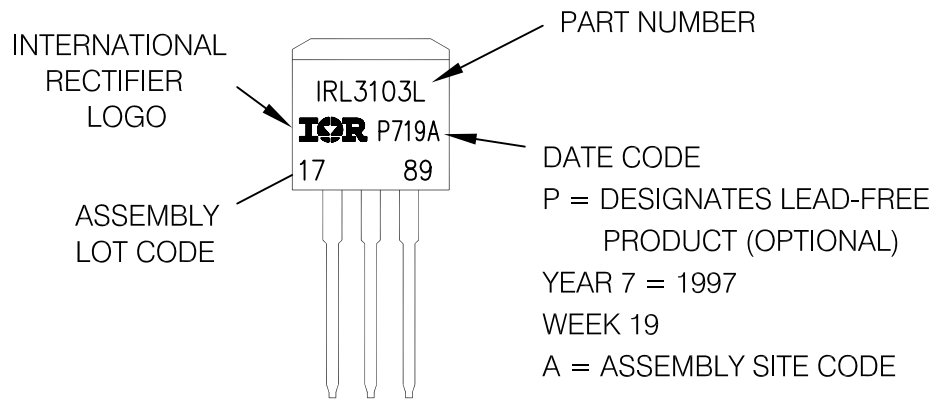 PART NUMBER
INTERNATIONAL
RECTIFIER
LOGO
IRL3103L
IOR P719A
17 89
ASSEMBLY
LOT CODE
DATE CODE
P = DESIGNATES LEAD-FREE
PRODUCT (OPTIONAL)
YEAR 7 = 1997
WEEK 19
A = ASSEMBLY SITE CODE